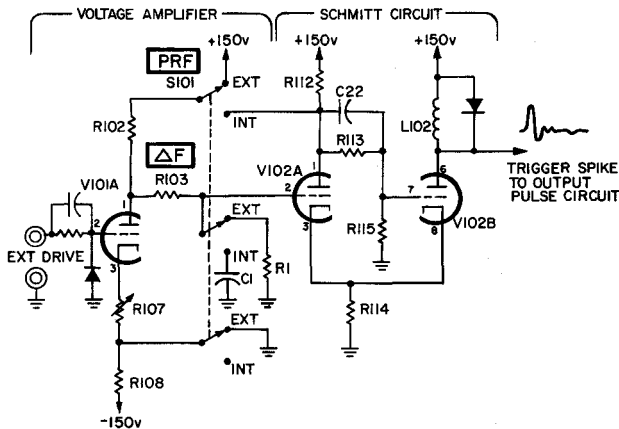 VOLTAGE AMPLIFIER
SCHMITT CIRCUIT
+150v
+150v
+150v
PRF
S101
EXT
INT
R112
C22
L102
R102
R113
ΔF
R103
V101A
1
V102A
1
6
2
7
2
3
3
8
V102B
TRIGGER SPIKE
TO OUTPUT
PULSE CIRCUIT
EXT DRIVE
EXT
INT
C1
R1
R115
R107
R114
EXT
INT
R108
-150v